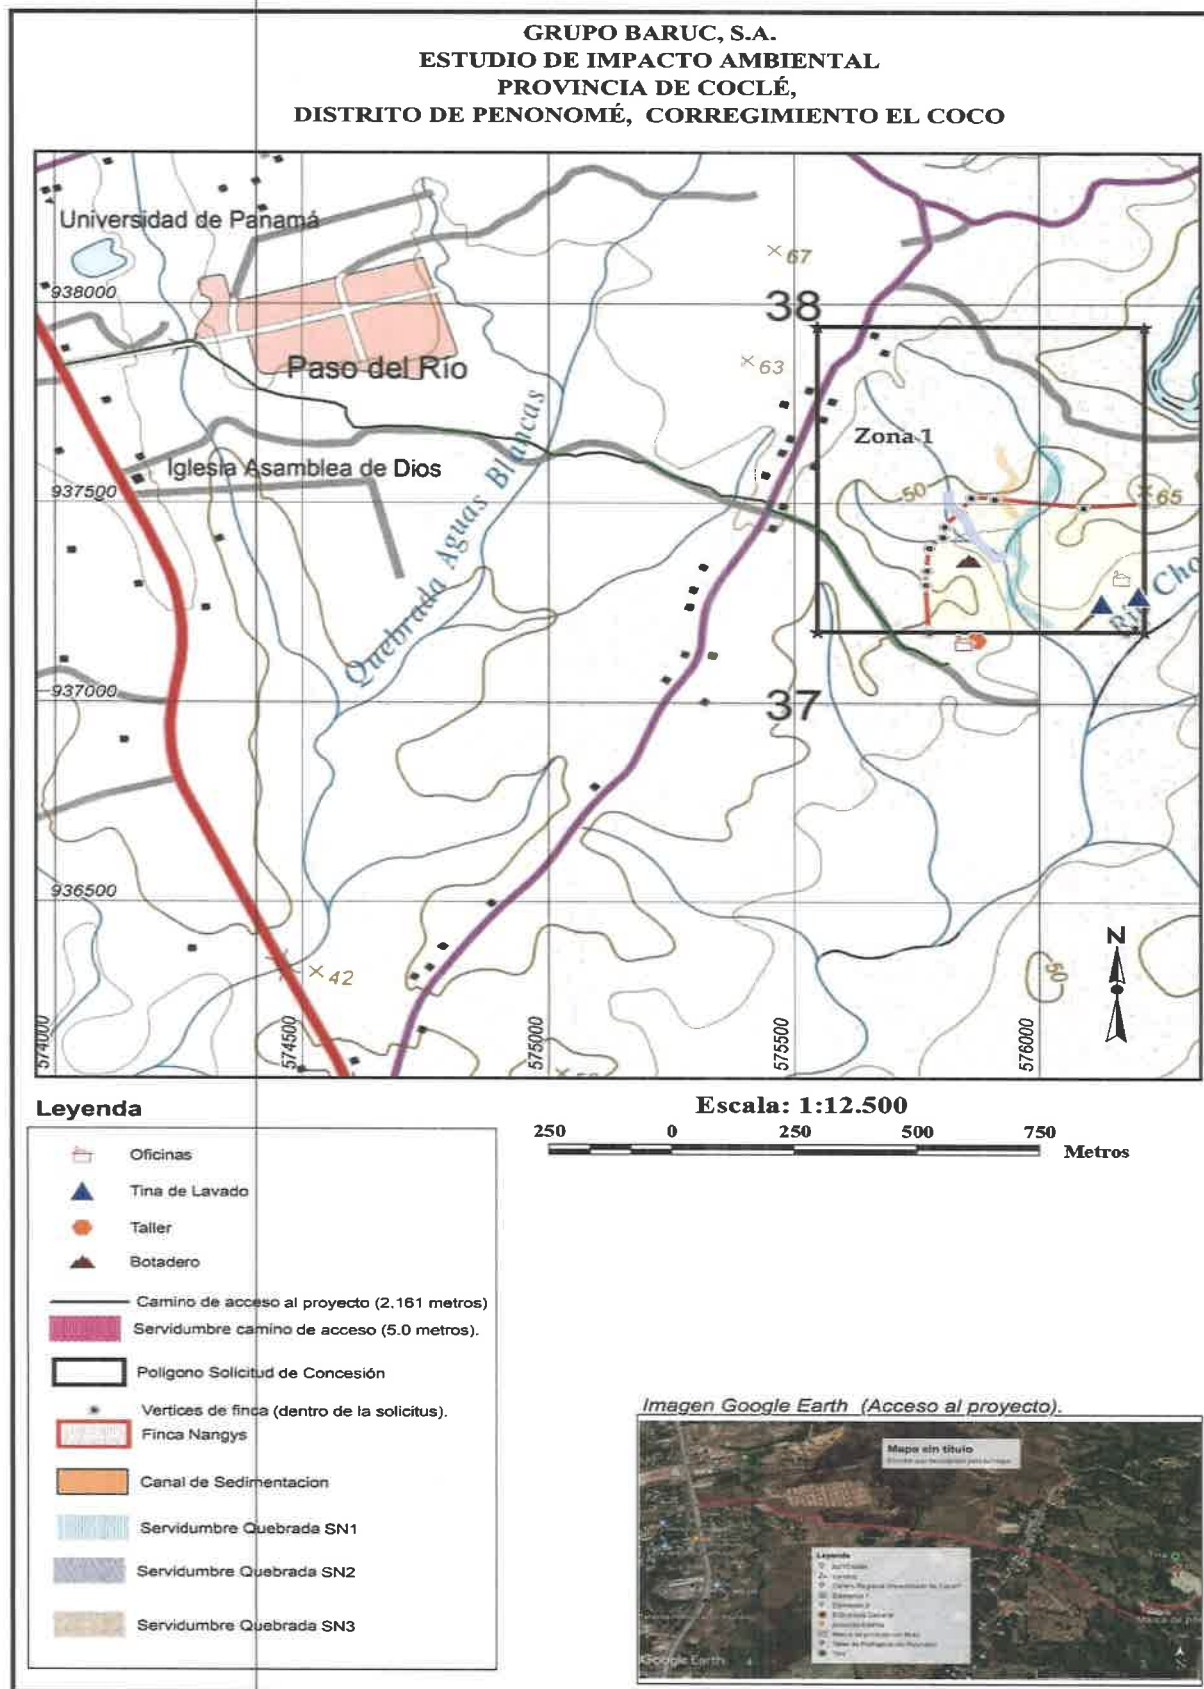 GRUPO BARUC, S.A.
ESTUDIO DE IMPACTO AMBIENTAL
PROVINCIA DE COCLÉ,
DISTRITO DE PENONOMÉ, CORREGIMIENTO EL COCO
Universidad de Panamá
67
938000
38
Paso del Río
63
Zona 1
Iglesia Asamblea de Dios
937500
50
65
Quebrada Aguas Blancas
Río Cho
937000
37
936500
42
50
574000
574500
575000
575500
576000
N
Leyenda
Oficinas
Tina de Lavado
Taller
Botadero
Camino de acceso al proyecto (2,161 metros)
Servidumbre camino de acceso (5.0 metros).
Poligono Solicitud de Concesión
Vertices de finca (dentro de la solicitus).
Finca Nangys
Canal de Sedimentacion
Servidumbre Quebrada SN1
Servidumbre Quebrada SN2
Servidumbre Quebrada SN3
Escala: 1:12.500
250 0 250 500 750
Metros
Imagen Google Earth (Acceso al proyecto).
Mapa sin título
Leyenda
Google Earth